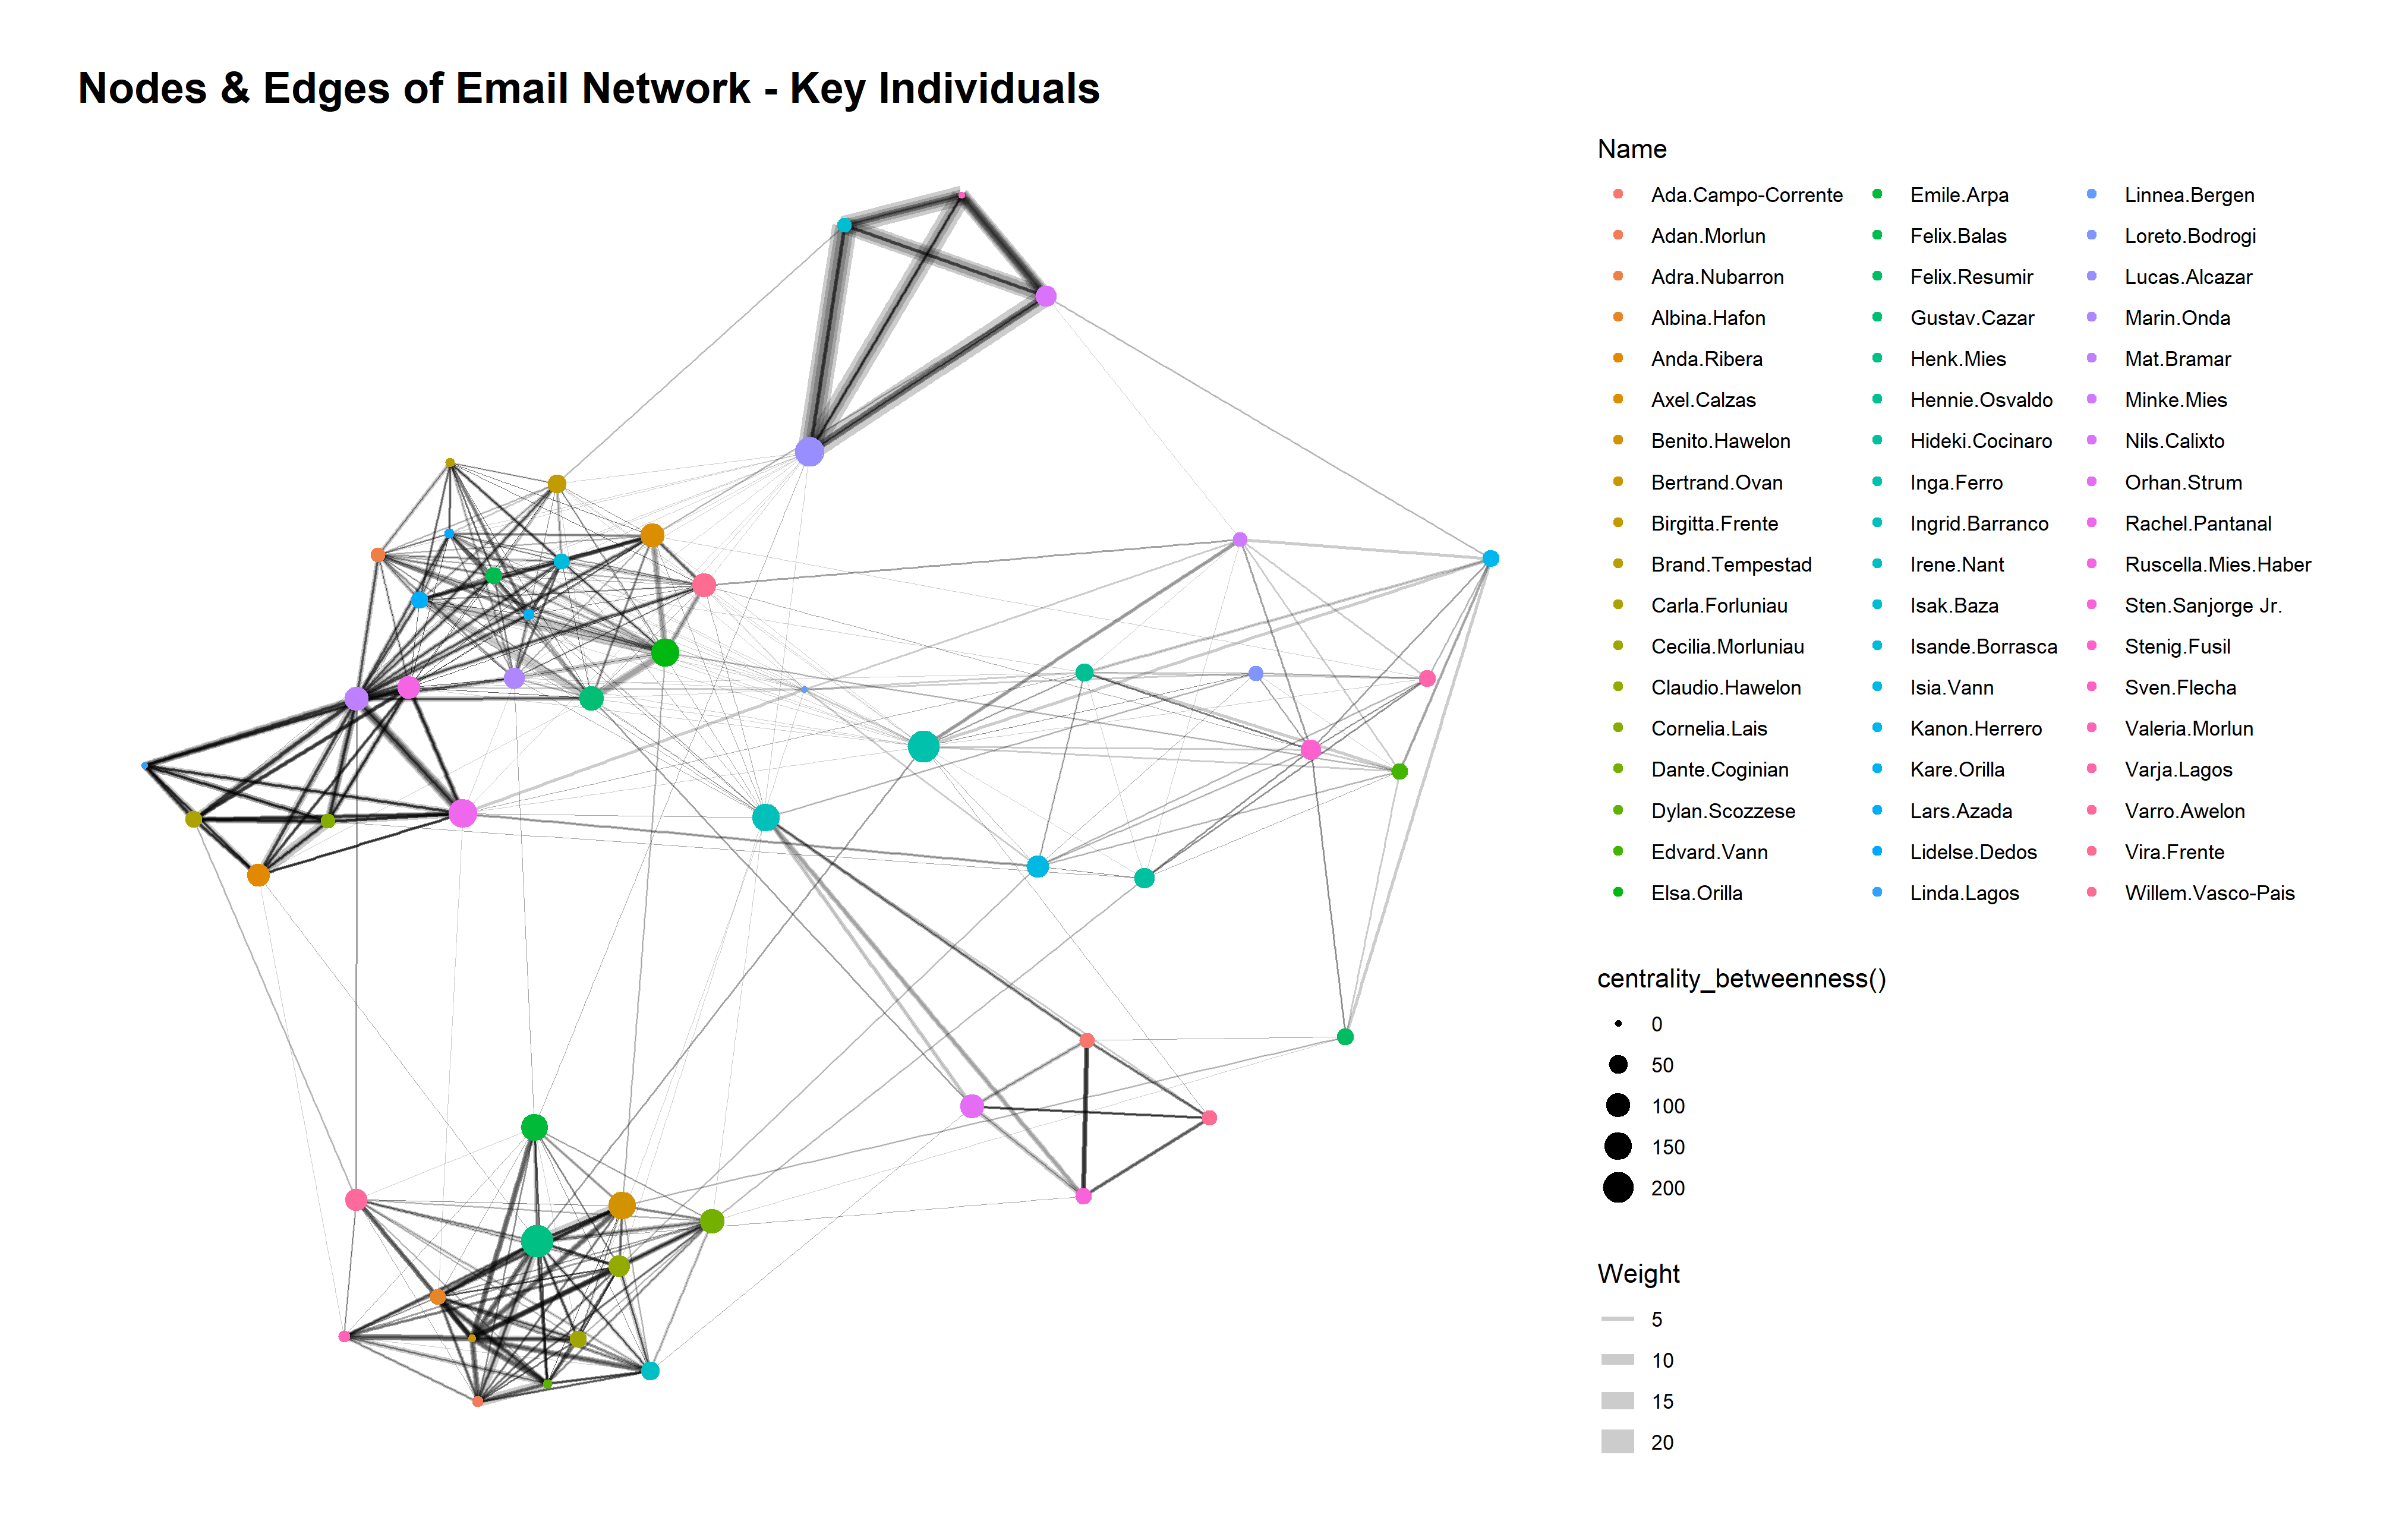 Nodes & Edges of Email Network - Key Individuals
Name
Ada.Campo-Corrente
Adan.Morlun
Adra.Nubarron
Albina.Hafon
Anda.Ribera
Axel.Calzas
Benito.Hawelon
Bertrand.Ovan
Birgitta.Frente
Brand.Tempestad
Carla.Forluniau
Cecilia.Morluniau
Claudio.Hawelon
Cornelia.Lais
Dante.Coginian
Dylan.Scozzese
Edvard.Vann
Elsa.Orilla
Emile.Arpa
Felix.Balas
Felix.Resumir
Gustav.Cazar
Henk.Mies
Hennie.Osvaldo
Hideki.Cocinaro
Inga.Ferro
Ingrid.Barranco
Irene.Nant
Isak.Baza
Isande.Borrasca
Isia.Vann
Kanon.Herrero
Kare.Orilla
Lars.Azada
Lidelse.Dedos
Linda.Lagos
Linnea.Bergen
Loreto.Bodrogi
Lucas.Alcazar
Marin.Onda
Mat.Bramar
Minke.Mies
Nils.Calixto
Orhan.Strum
Rachel.Pantanal
Ruscella.Mies.Haber
Sten.Sanjorge Jr.
Stenig.Fusil
Sven.Flecha
Valeria.Morlun
Varja.Lagos
Varro.Awelon
Vira.Frente
Willem.Vasco-Pais
centrality_betweenness()
0
50
100
150
200
Weight
5
10
15
20